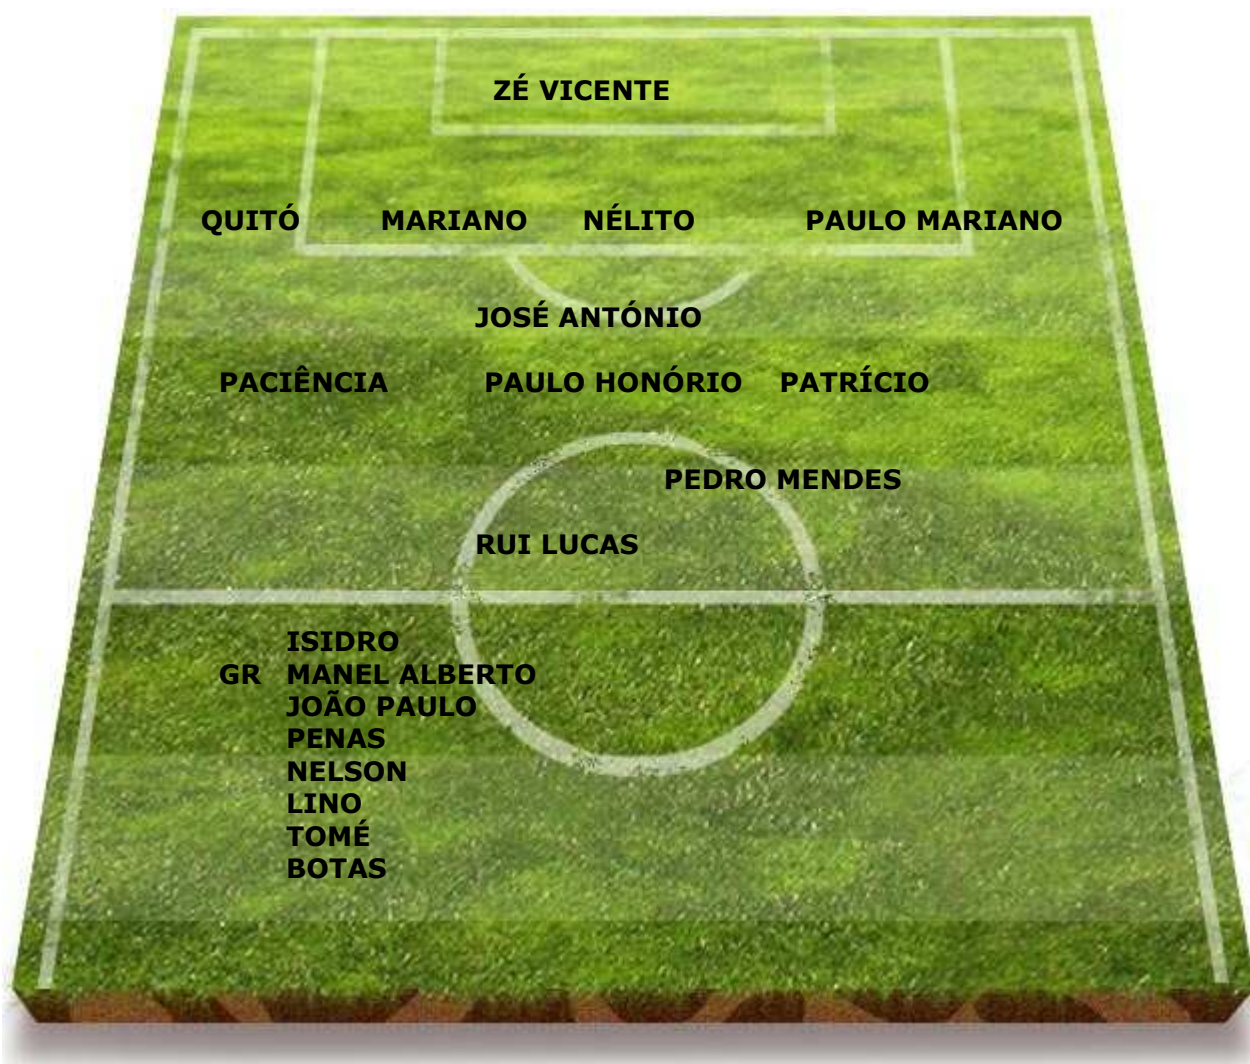 ZÉ VICENTE
QUITÓ MARIANO NÉLITO PAULO MARIANO
JOSÉ ANTÓNIO
PACIÊNCIA PAULO HONÓRIO PATRÍCIO
PEDRO MENDES
RUI LUCAS
ISIDRO
GR MANEL ALBERTO
JOÃO PAULO
PENAS
NELSON
LINO
TOMÉ
BOTAS